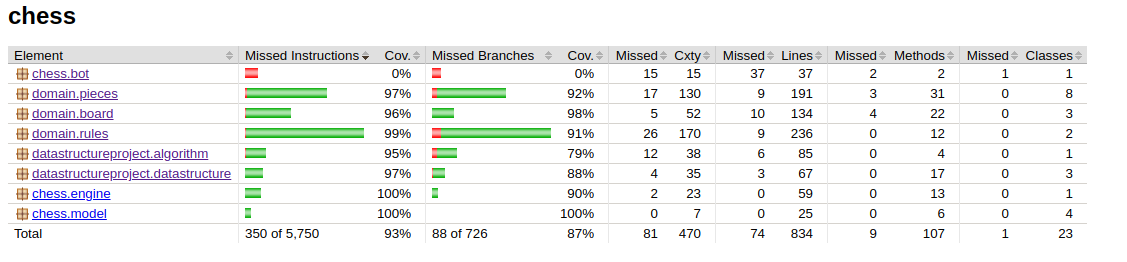 chess
Element Missed Instructions Cov. Missed Branches Cov. Missed Cxty Missed Lines Missed Methods Missed Classes
chess.bot 0% 0% 15 15 37 37 2 2 1 1
domain.pieces 97% 92% 17 130 9 191 3 31 0 8
domain.board 96% 98% 5 52 10 134 4 22 0 3
domain.rules 99% 91% 26 170 9 236 0 12 0 2
datastructureproject.algorithm 95% 79% 12 38 6 85 0 4 0 1
datastructureproject.datastructure 97% 88% 4 35 3 67 0 17 0 3
chess.engine 100% 90% 2 23 0 59 0 13 0 1
chess.model 100% 100% 0 7 0 25 0 6 0 4
Total 350 of 5,750 93% 88 of 726 87% 81 470 74 834 9 107 1 23